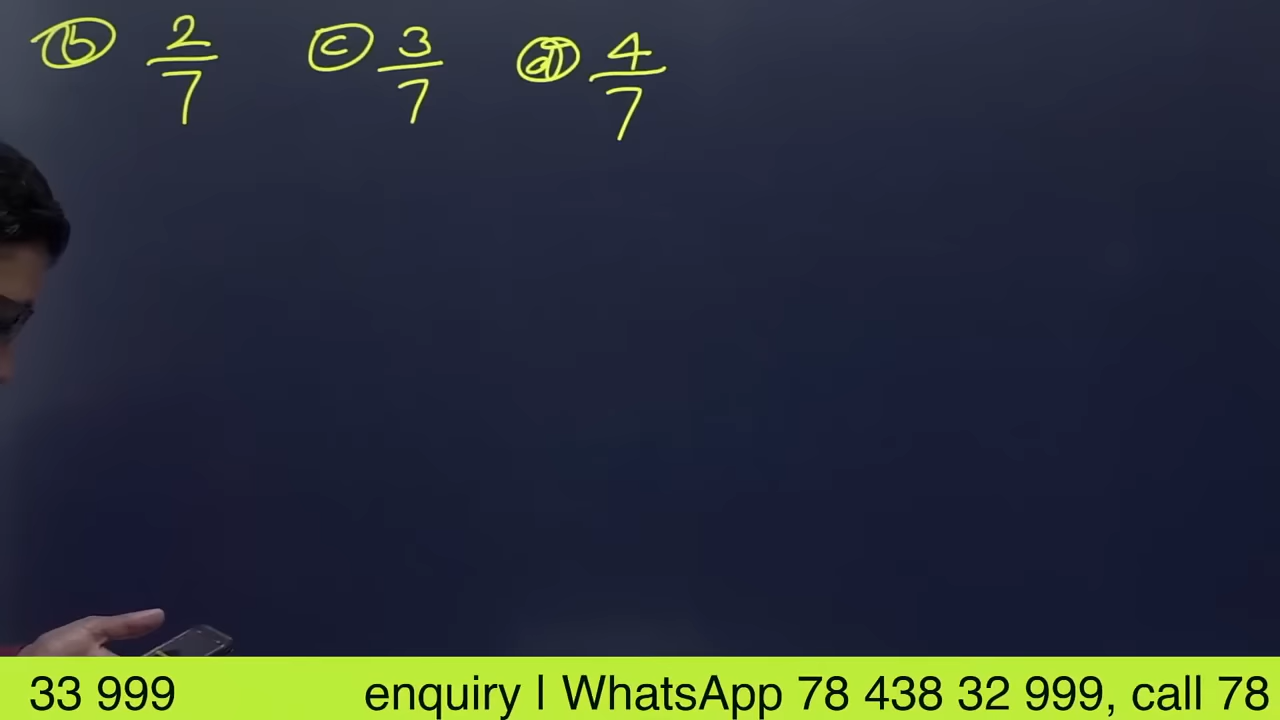 (b) 2/7 (c) 3/7 (d) 4/7
33 999 enquiry | WhatsApp 78 438 32 999, call 78